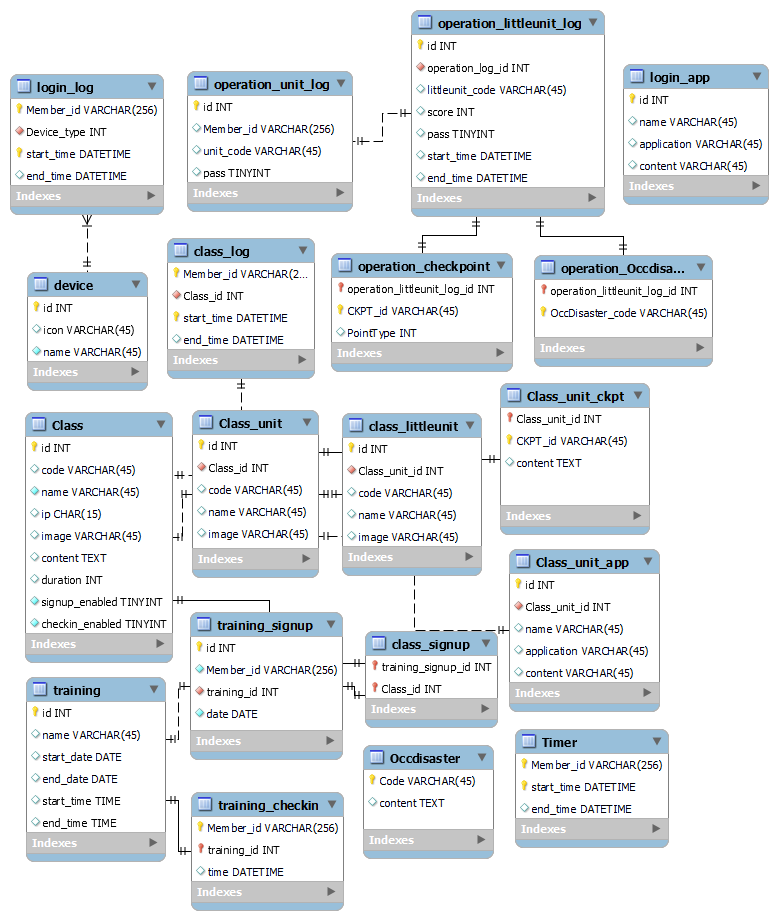 login_log
Member_id VARCHAR(256)
Device_type INT
start_time DATETIME
end_time DATETIME
Indexes
operation_unit_log
id INT
Member_id VARCHAR(256)
unit_code VARCHAR(45)
pass TINYINT
Indexes
operation_littleunit_log
id INT
operation_log_id INT
littleunit_code VARCHAR(45)
score INT
pass TINYINT
start_time DATETIME
end_time DATETIME
Indexes
login_app
id INT
name VARCHAR(45)
application VARCHAR(45)
content VARCHAR(45)
Indexes
device
id INT
icon VARCHAR(45)
name VARCHAR(45)
Indexes
class_log
Member_id VARCHAR(2...
Class_id INT
start_time DATETIME
end_time DATETIME
Indexes
operation_checkpoint
operation_littleunit_log_id INT
CKPT_id VARCHAR(45)
PointType INT
Indexes
operation_Occdisa...
operation_littleunit_log_id INT
OccDisaster_code VARCHAR(45)
Indexes
Class
id INT
code VARCHAR(45)
name VARCHAR(45)
ip CHAR(15)
image VARCHAR(45)
content TEXT
duration INT
signup_enabled TINYINT
checkin_enabled TINYINT
Indexes
Class_unit
id INT
Class_id INT
code VARCHAR(45)
name VARCHAR(45)
image VARCHAR(45)
Indexes
class_littleunit
id INT
Class_unit_id INT
code VARCHAR(45)
name VARCHAR(45)
image VARCHAR(45)
Indexes
Class_unit_ckpt
Class_unit_id INT
CKPT_id VARCHAR(45)
content TEXT
Indexes
Class_unit_app
id INT
Class_unit_id INT
name VARCHAR(45)
application VARCHAR(45)
content VARCHAR(45)
Indexes
training_signup
id INT
Member_id VARCHAR(256)
training_id INT
date DATE
Indexes
class_signup
training_signup_id INT
Class_id INT
Indexes
training
id INT
name VARCHAR(45)
start_date DATE
end_date DATE
start_time TIME
end_time TIME
Indexes
training_checkin
Member_id VARCHAR(256)
training_id INT
time DATETIME
Indexes
Occdisaster
Code VARCHAR(45)
content TEXT
Indexes
Timer
Member_id VARCHAR(256)
start_time DATETIME
end_time DATETIME
Indexes